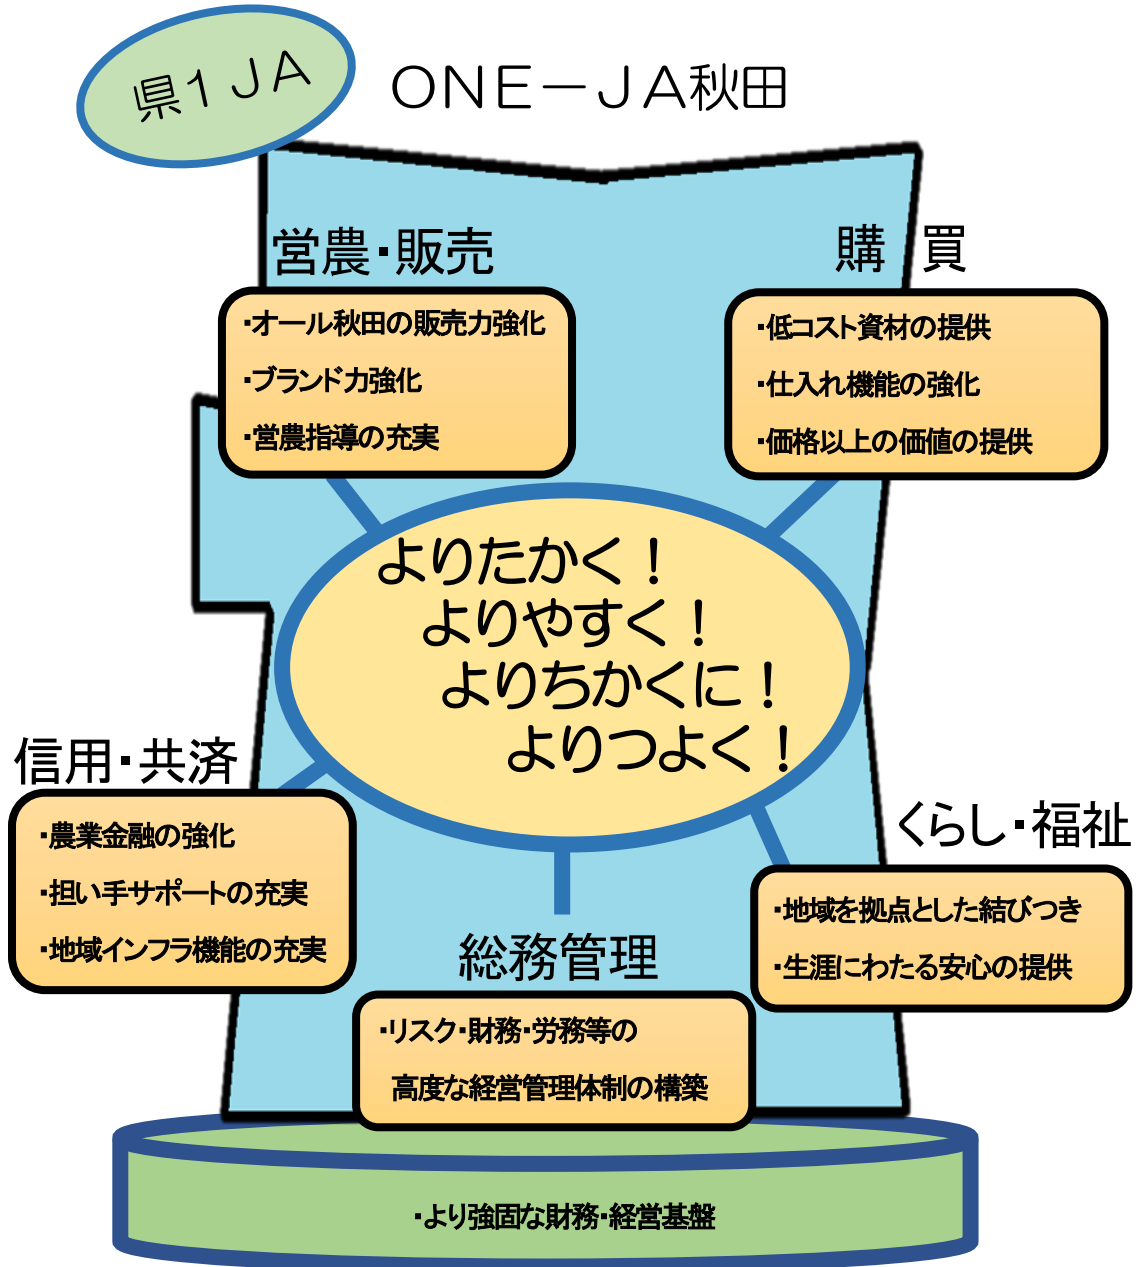 県１ＪＡ
ＯＮＥ－ＪＡ秋田
営農・販売
・オール秋田の販売力強化
・ブランド力強化
・営農指導の充実
購　買
・低コスト資材の提供
・仕入れ機能の強化
・価格以上の価値の提供
よりたかく！
よりやすく！
よりちかくに！
よりつよく！
信用・共済
・農業金融の強化
・担い手サポートの充実
・地域インフラ機能の充実
くらし・福祉
・地域を拠点とした結びつき
・生涯にわたる安心の提供
総務管理
・リスク・財務・労務等の
高度な経営管理体制の構築
・より強固な財務・経営基盤